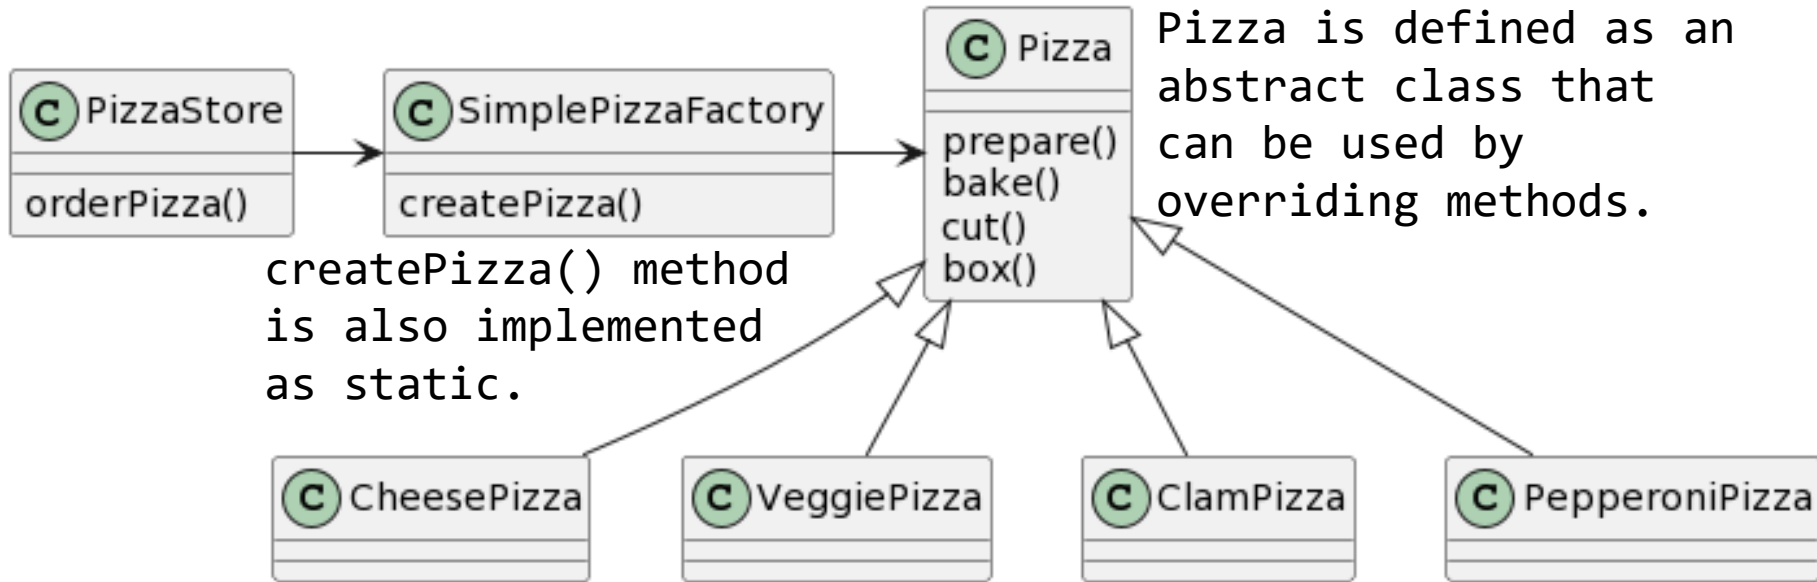 C PizzaStore
orderPizza()
C SimplePizzaFactory
createPizza()
C Pizza
prepare()
bake()
cut()
box()
Pizza is defined as an
abstract class that
can be used by
overriding methods.
createPizza() method
is also implemented
as static.
C CheesePizza
C VeggiePizza
C ClamPizza
C PepperoniPizza